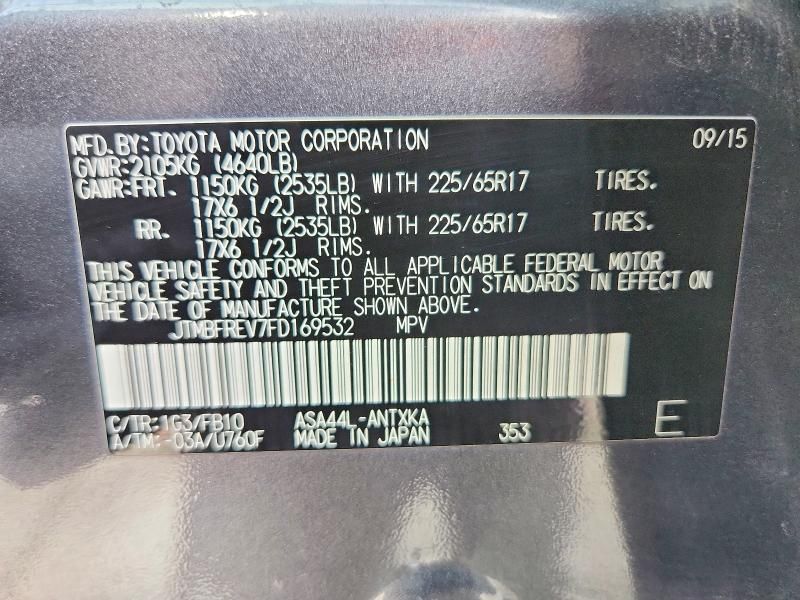 MFD.BY:TOYOTA MOTOR CORPORATION 09/15
GVWR:2105KG (4640LB)
GAWR:FRT. 1150KG (2535LB) WITH 225/65R17 TIRES.
17X6 1/2J RIMS.
RR. 1150KG (2535LB) WITH 225/65R17 TIRES.
17X6 1/2J RIMS.
THIS VEHICLE CONFORMS TO ALL APPLICABLE FEDERAL MOTOR
VEHICLE SAFETY AND THEFT PREVENTION STANDARDS IN EFFECT ON
THE DATE OF MANUFACTURE SHOWN ABOVE.
JTMBFREV7FD169532 MPV
C/TR:1G3/FB10 ASA44L-ANTXKA
A/TM:-03A/U760F MADE IN JAPAN 353 E